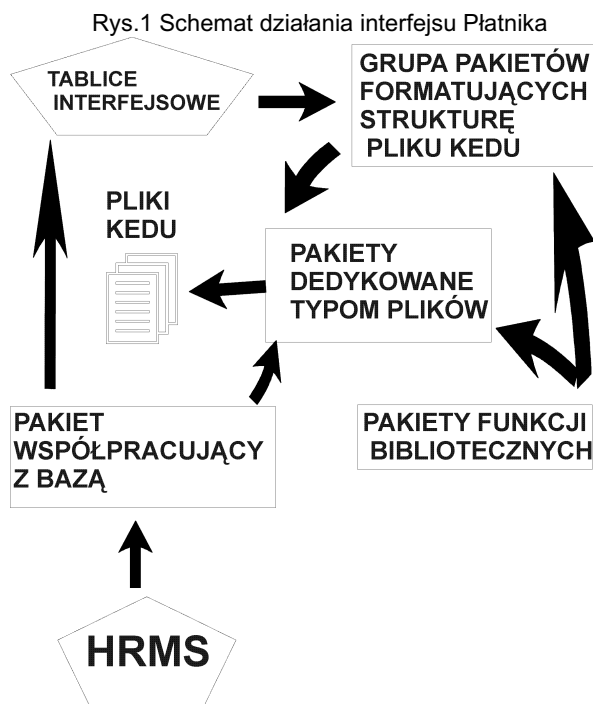 Rys.1 Schemat działania interfejsu Płatnika
TABLICE
INTERFEJSOWE
GRUPA PAKIETÓW
FORMATUJĄCYCH
STRUKTURĘ
PLIKU KEDU
PLIKI
KEDU
PAKIETY
DEDYKOWANE
TYPOM PLIKÓW
PAKIET
WSPÓŁPRACUJĄCY
Z BAZĄ
PAKIETY FUNKCJI
BIBLIOTECZNYCH
HRMS